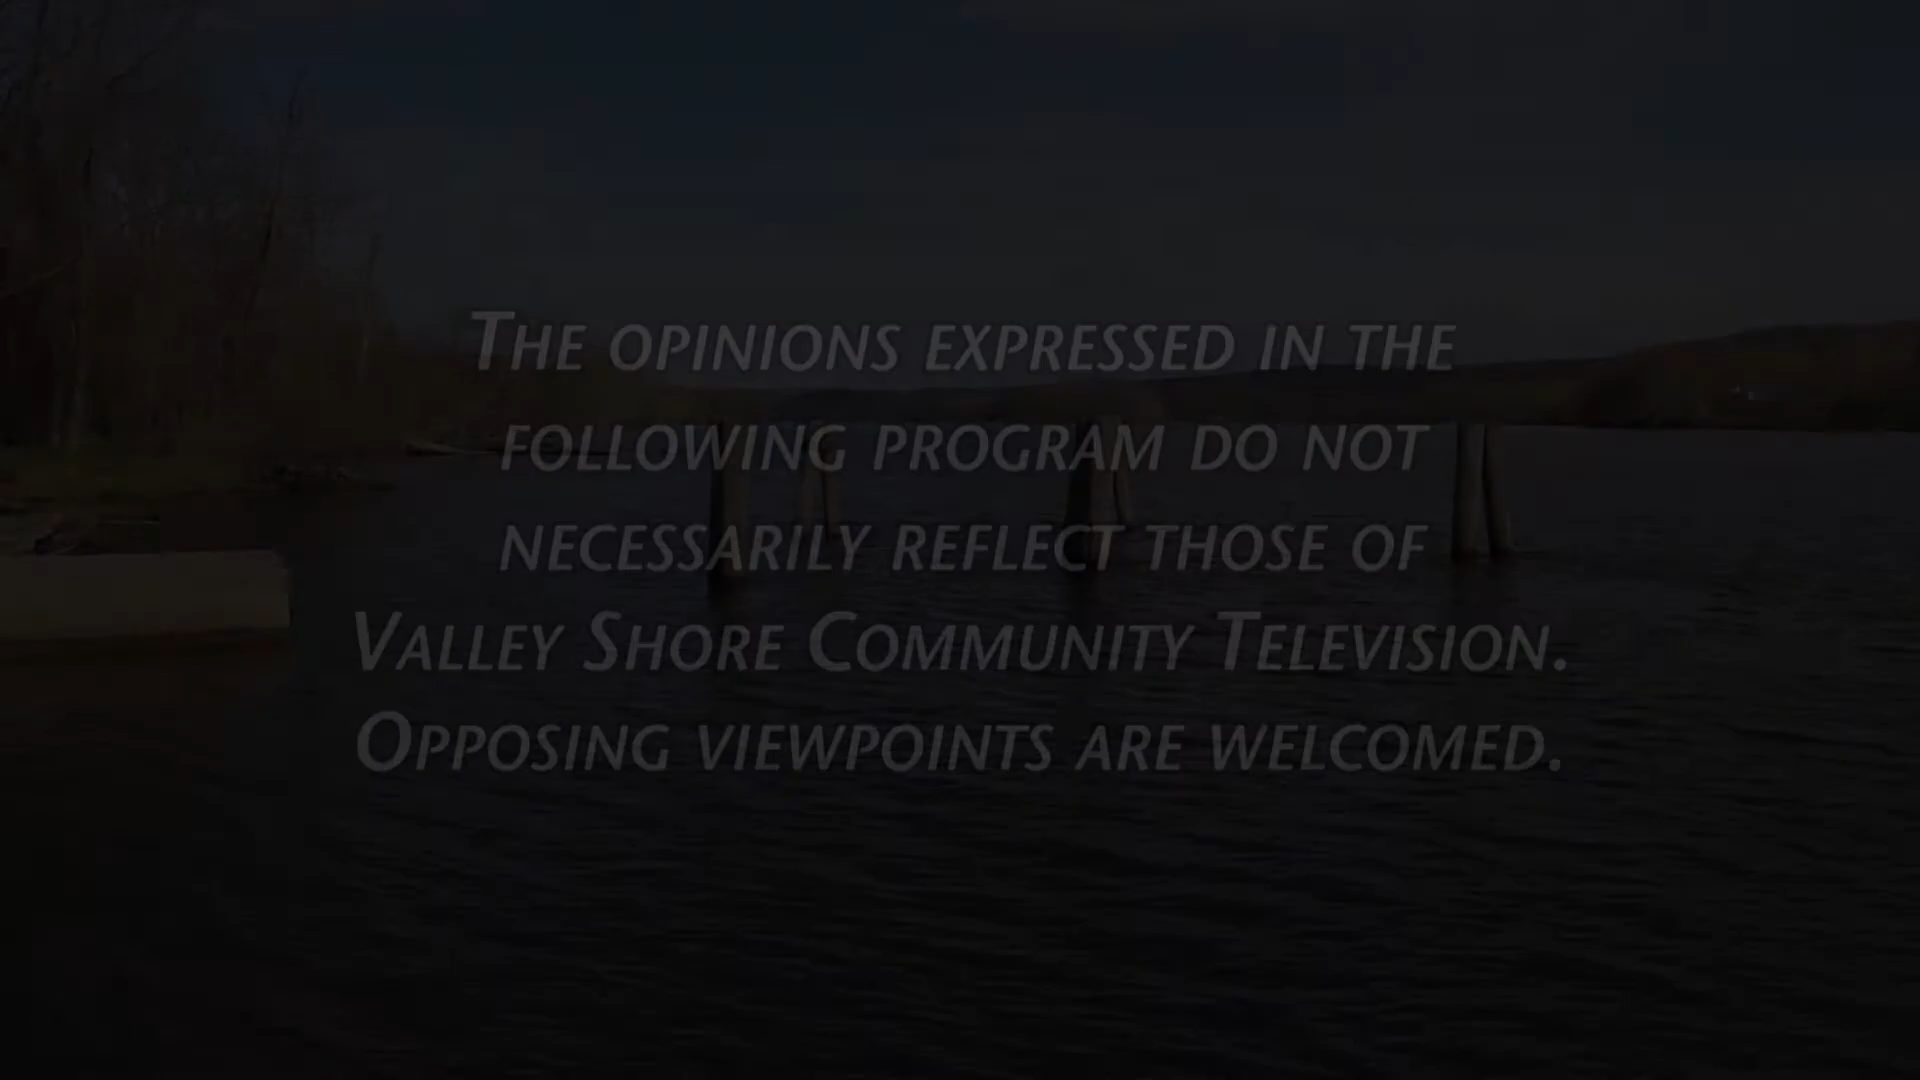 The opinions expressed in the
following program do not
necessarily reflect those of
Valley Shore Community Television.
Opposing viewpoints are welcomed.